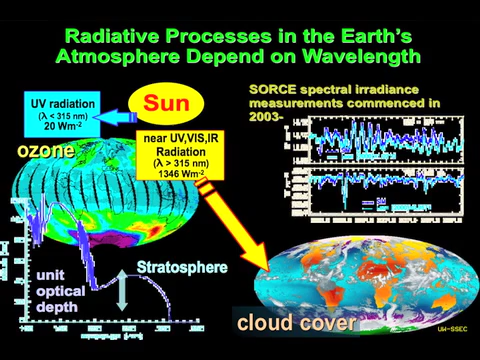 Radiative Processes in the Earth's
Atmosphere Depend on Wavelength
UV radiation
(λ < 315 nm)
20 Wm-2
Sun
SORCE spectral irradiance
measurements commenced in
2003-
near UV,VIS,IR
Radiation
(λ > 315 nm)
1346 Wm-2
ozone
Stratosphere
unit
optical
depth
cloud cover
UW-SSEC